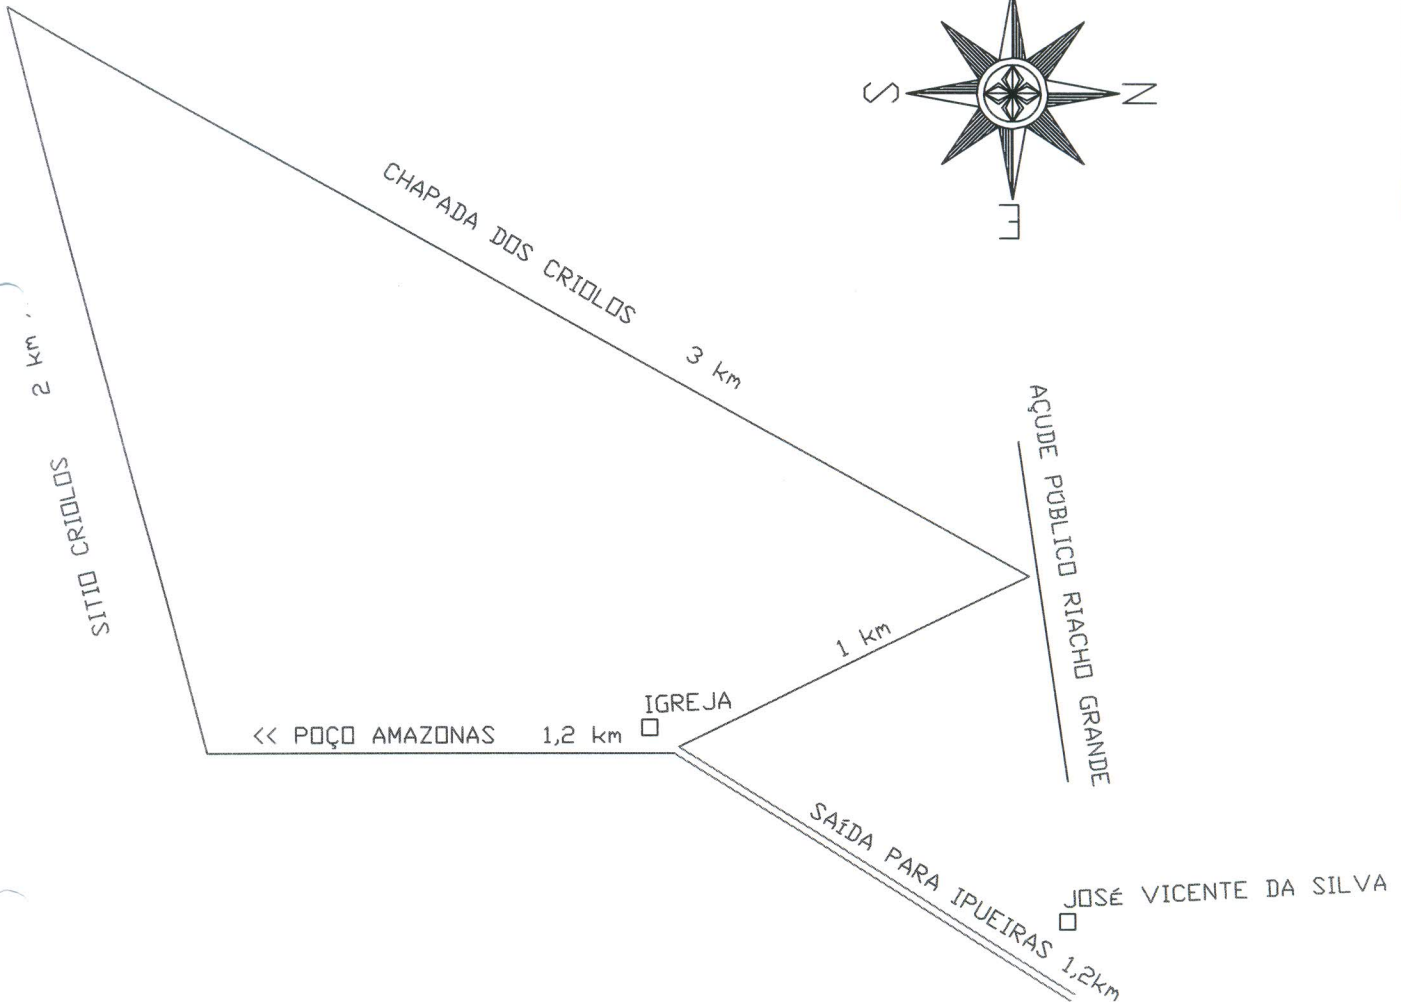 S
N
E
CHAPADA DOS CRIOLOS 3 km
SITIO CRIOLOS 2 km
AÇUDE PÚBLICO RIACHO GRANDE
1 km
IGREJA
<< POÇO AMAZONAS 1,2 km
SAÍDA PARA IPUEIRAS 1,2km
JOSÉ VICENTE DA SILVA